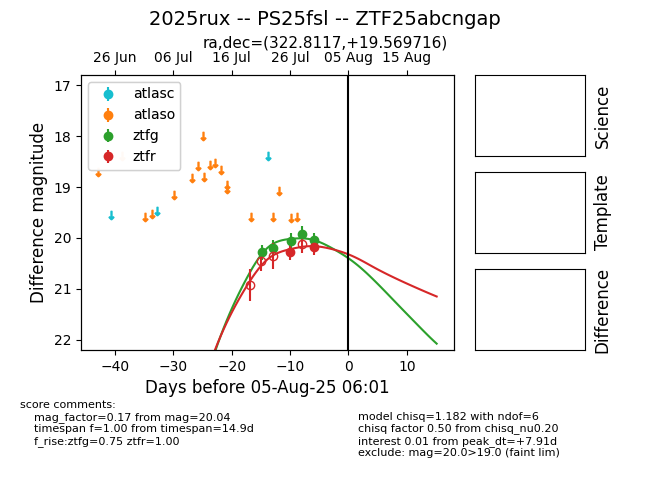 2025rux -- PS25fsl -- ZTF25abcngap
ra,dec=(322.8117,+19.569716)
26 Jun 06 Jul 16 Jul 26 Jul 05 Aug 15 Aug
17
18
19
20
21
22
Difference magnitude
atlasc
atlaso
ztfg
ztfr
−40 −30 −20 −10 0 10
Days before 05-Aug-25 06:01
Science
Template
Difference
score comments:
mag_factor=0.17 from mag=20.04
timespan f=1.00 from timespan=14.9d
f_rise:ztfg=0.75 ztfr=1.00
model chisq=1.182 with ndof=6
chisq factor 0.50 from chisq_nu0.20
interest 0.01 from peak_dt=+7.91d
exclude: mag=20.0>19.0 (faint lim)